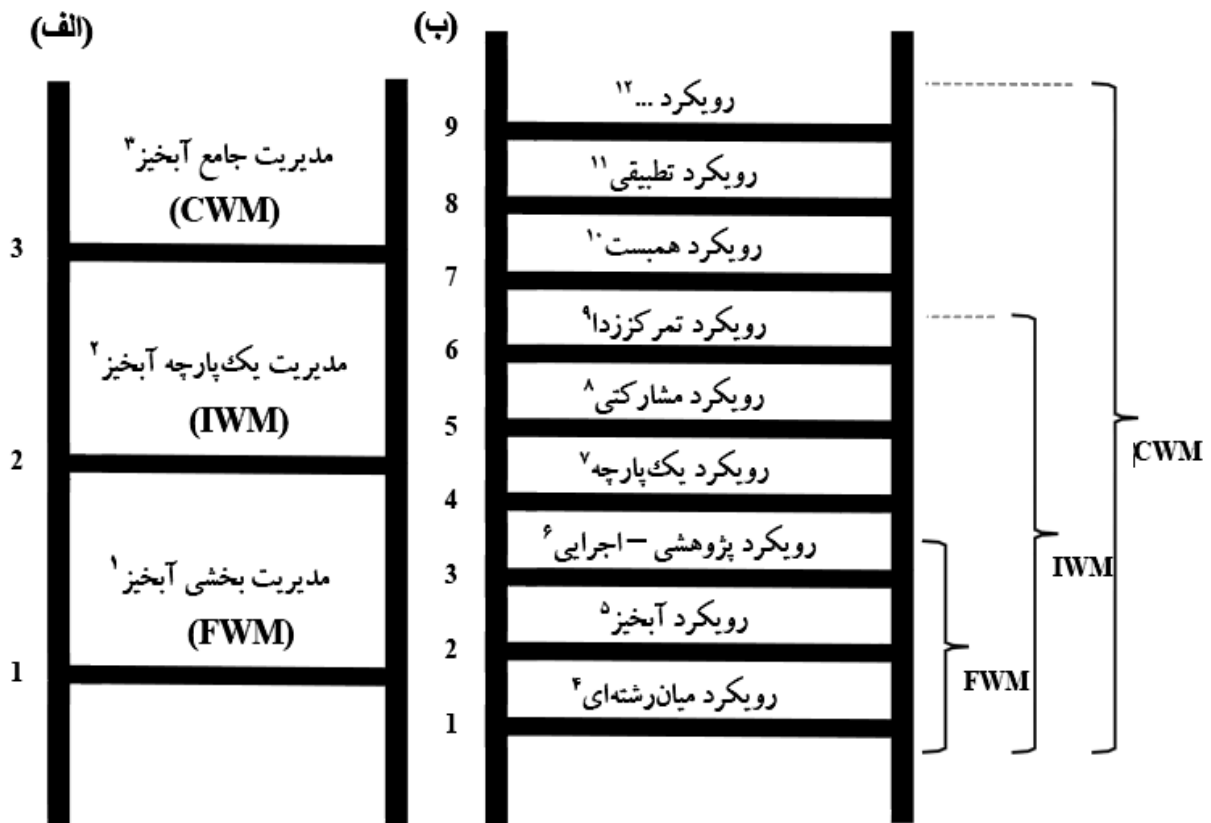 (الف)
مدیریت جامع آبخیز۳
(CWM)
3
مدیریت یک‌پارچه آبخیز۲
(IWM)
2
مدیریت بخشی آبخیز۱
(FWM)
1
(ب)
رویکرد ...۱۲
9
رویکرد تطبیقی۱۱
8
رویکرد همبست۱۰
7
رویکرد تمرکززدا۹
6
رویکرد مشارکتی۸
5
رویکرد یک‌پارچه۷
4
رویکرد پژوهشی – اجرایی۶
3
رویکرد آبخیز۵
2
رویکرد میان‌رشته‌ای۴
1
CWM
IWM
FWM